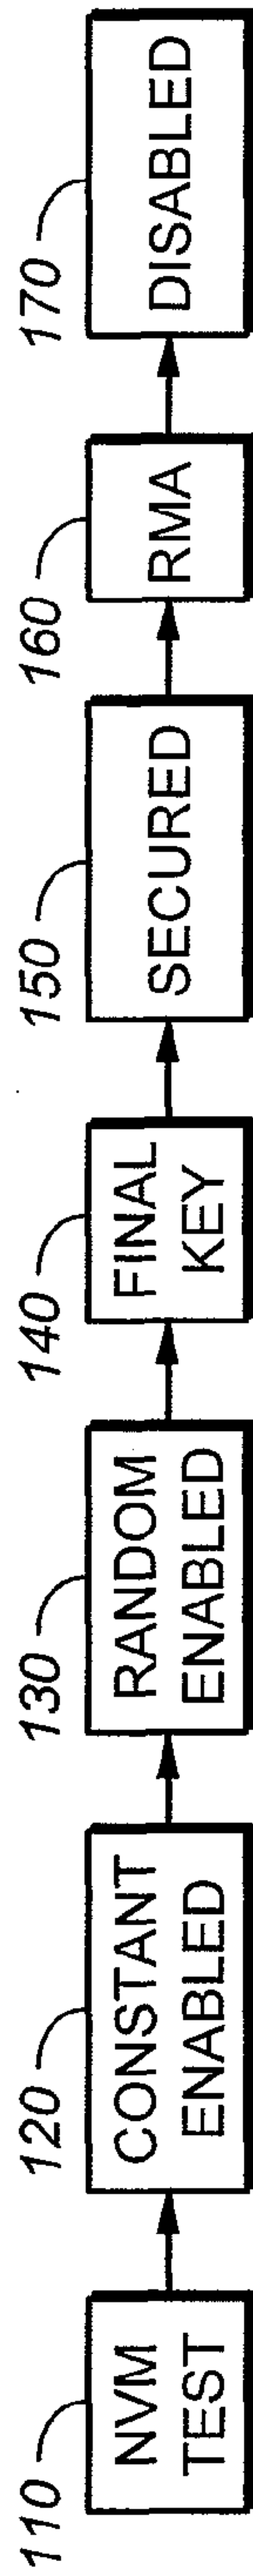 110
NVM
TEST
120
CONSTANT
ENABLED
130
RANDOM
ENABLED
140
FINAL
KEY
150
SECURED
160
RMA
170
DISABLED